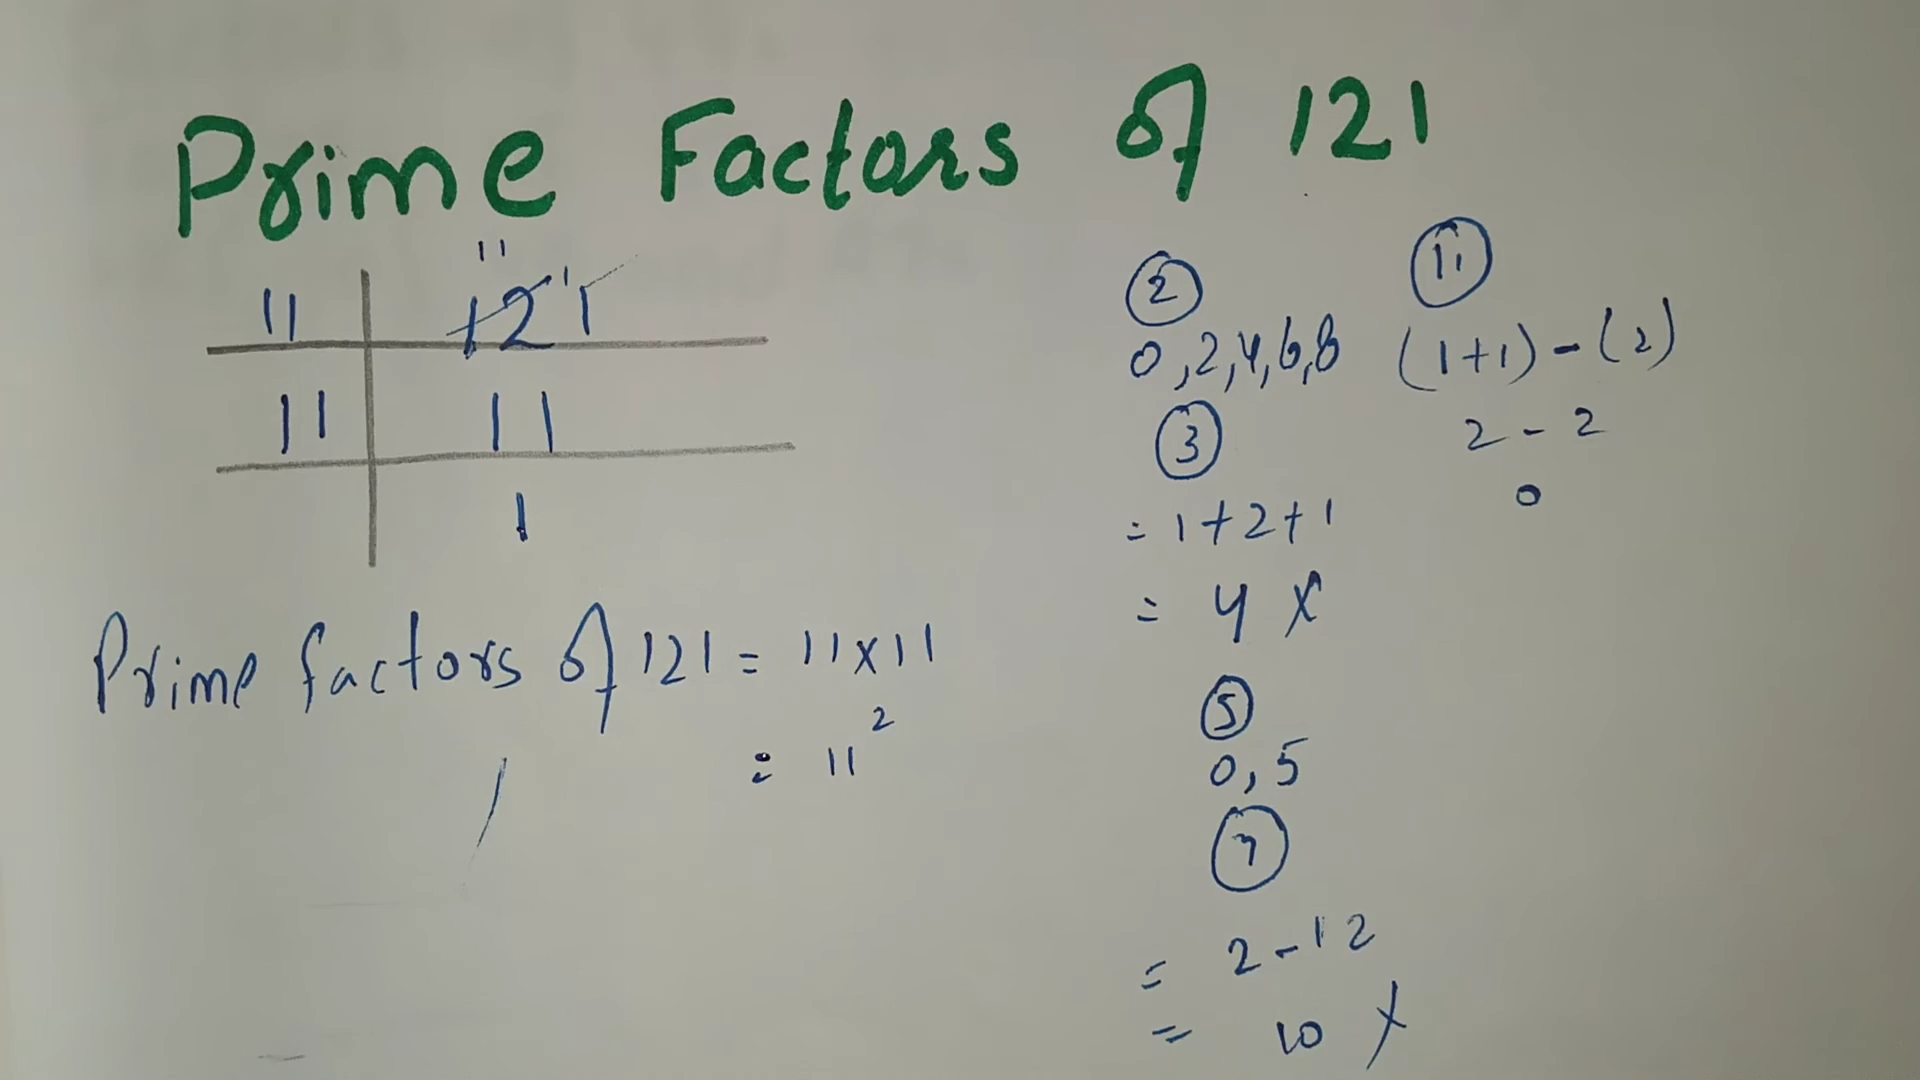 Prime Factors of 121
11
11 | 121
11 | 11
1
Prime factors of 121 = 11x11
= 11²
②
0,2,4,6,8
③
= 1+2+1
= 4 x
⑤
0,5
⑦
= 2-12
= 10 x
⑪
(1+1)-(2)
2-2
0